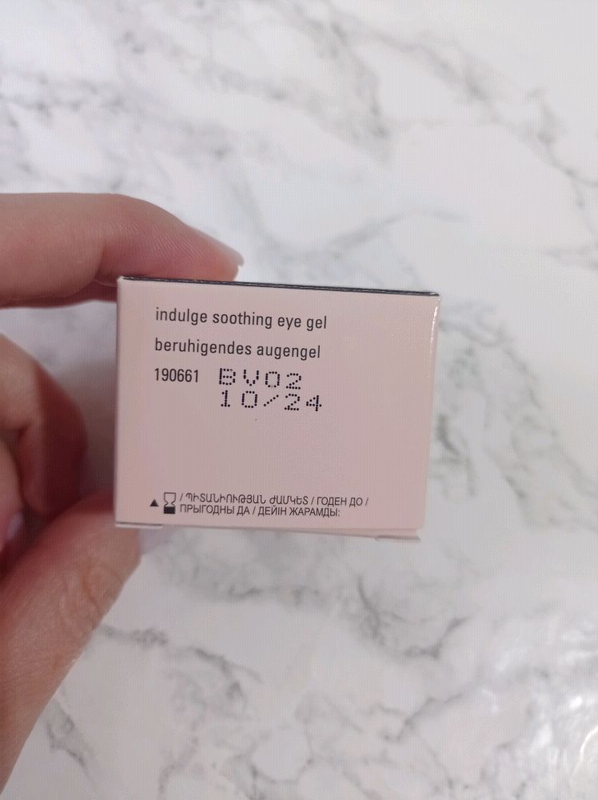 indulge soothing eye gel
beruhigendes augengel
190661 BV02
10/24
/ ՊԻՏԱՆԻՈՒԹՅԱՆ ԺԱՄԿԵՏ / ГОДЕН ДО /
ПРЫГОДНЫ ДА / ДЕЙІН ЖАРАМДЫ: